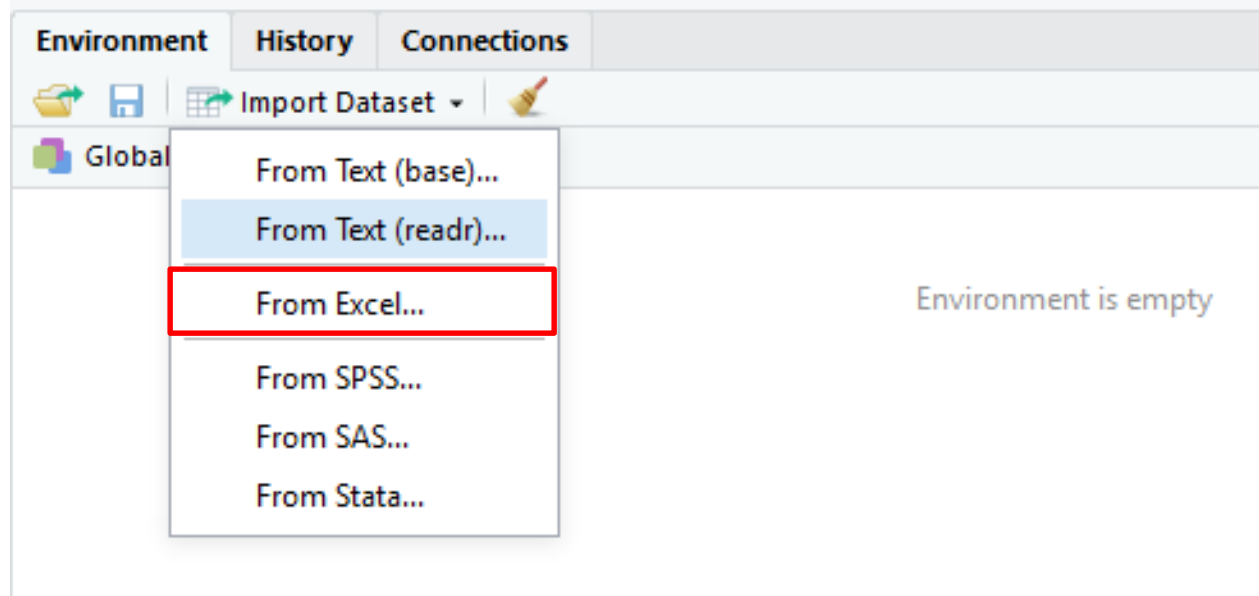 Environment History Connections
Import Dataset
Global
From Text (base)...
From Text (readr)...
From Excel...
Environment is empty
From SPSS...
From SAS...
From Stata...